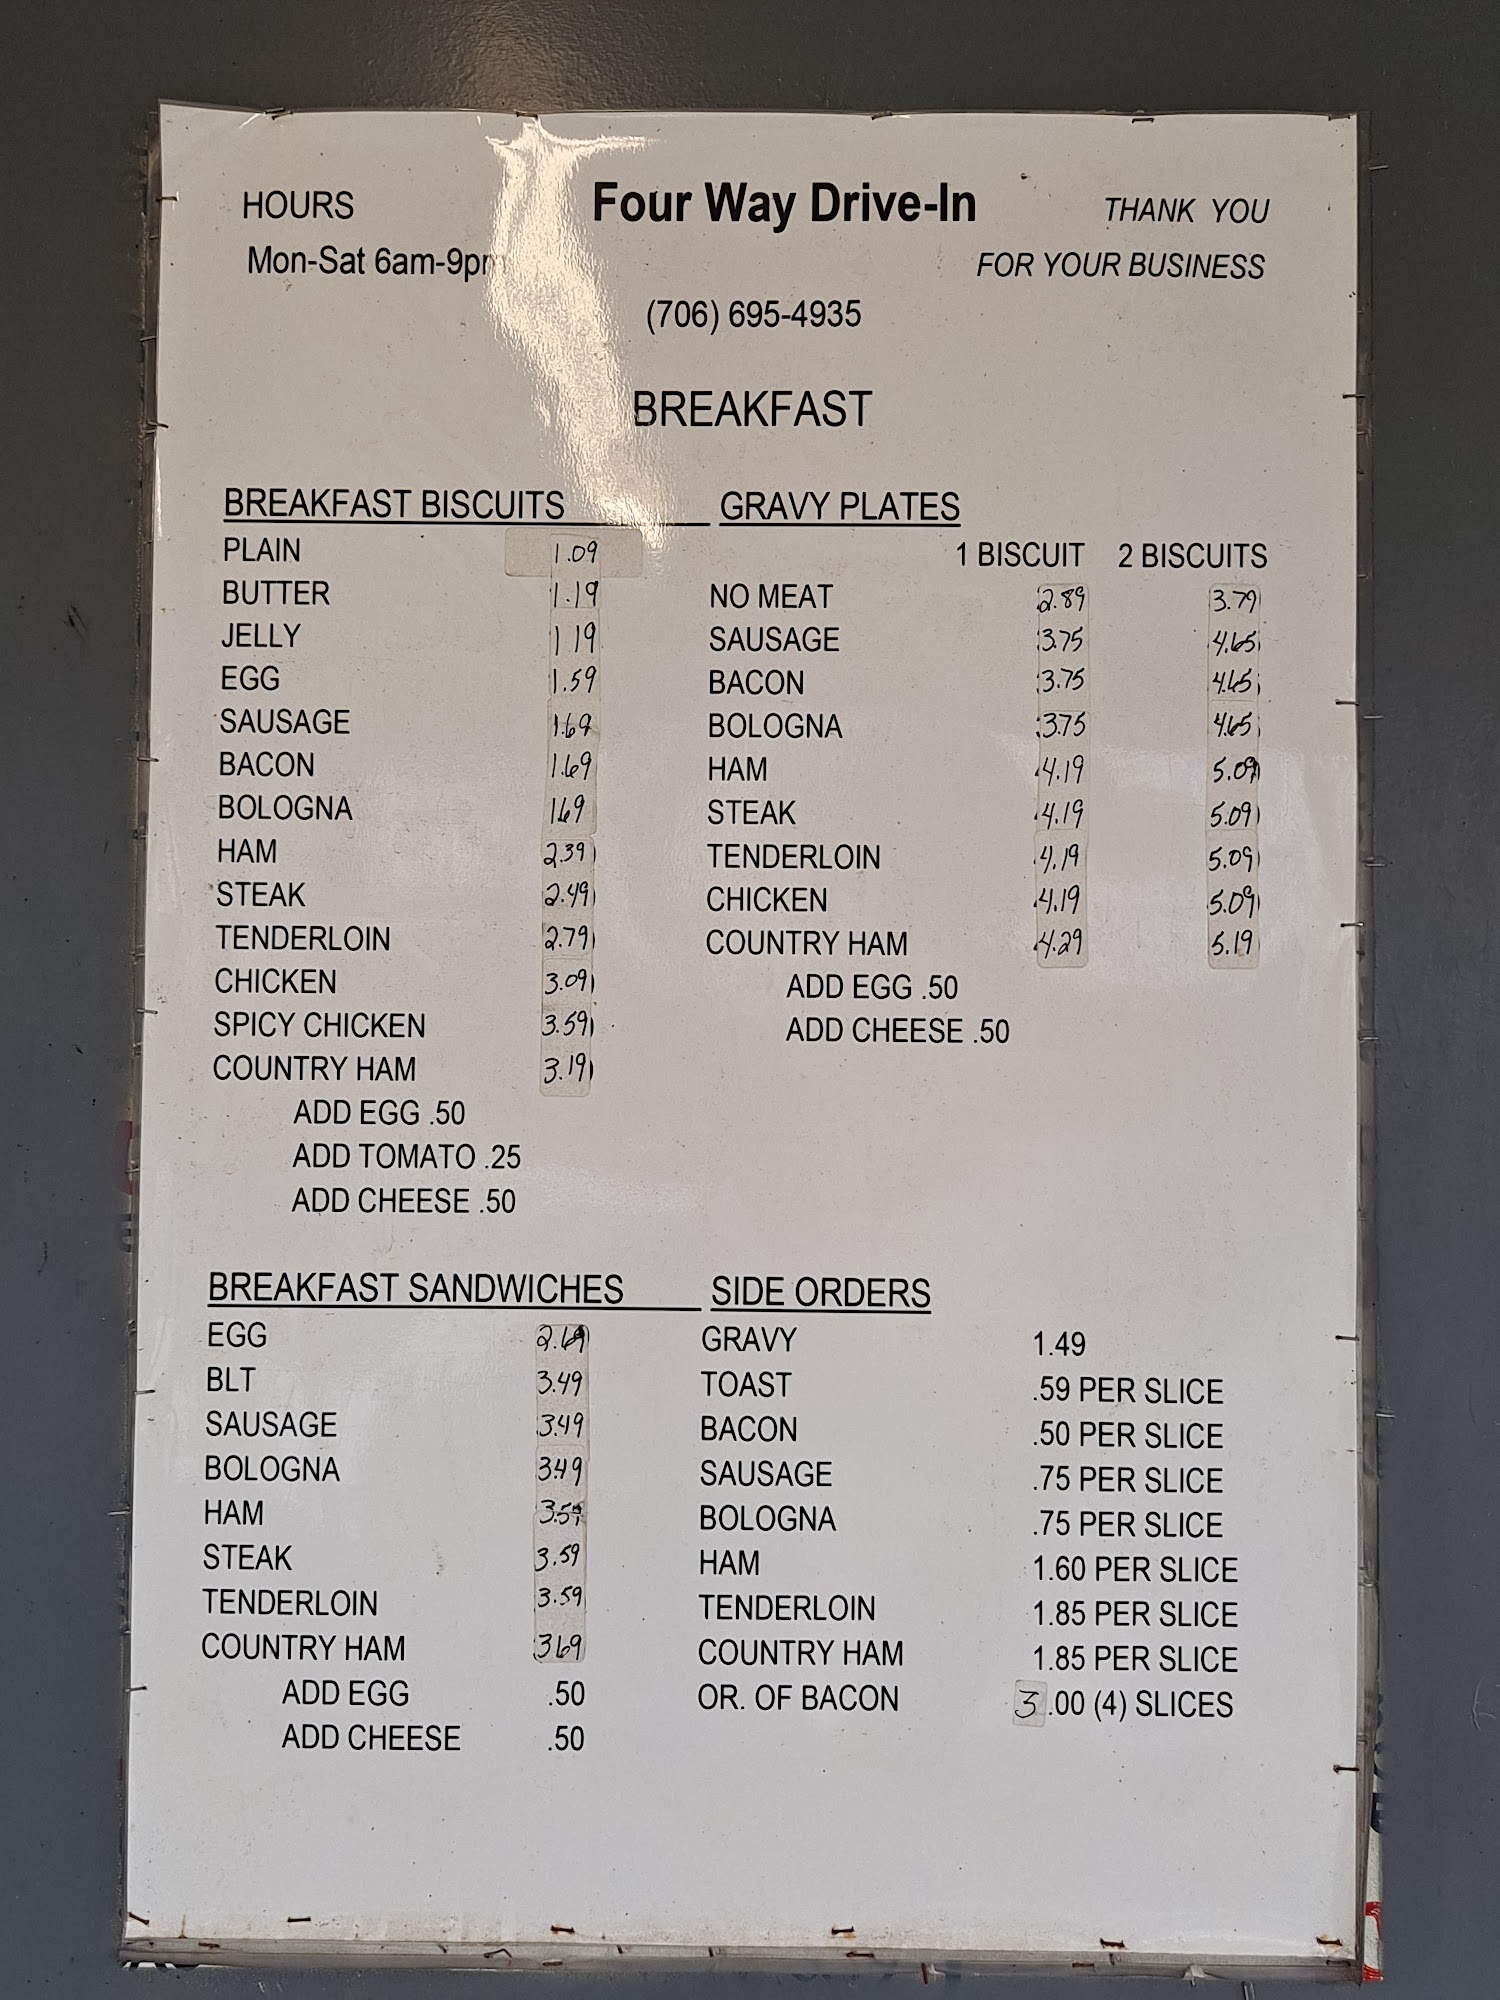 HOURS
Four Way Drive-In
THANK YOU
Mon-Sat 6am-9pm
FOR YOUR BUSINESS
(706) 695-4935
BREAKFAST
BREAKFAST BISCUITS
PLAIN 1.09
BUTTER 1.19
JELLY 1 19
EGG 1.59
SAUSAGE 1.69
BACON 1.69
BOLOGNA 169
HAM 2.39
STEAK 2.49
TENDERLOIN 2.79
CHICKEN 3.09
SPICY CHICKEN 3.59
COUNTRY HAM 3.19
ADD EGG .50
ADD TOMATO .25
ADD CHEESE .50
GRAVY PLATES
1 BISCUIT 2 BISCUITS
NO MEAT 2.89 3.79
SAUSAGE 3.75 4.65
BACON 3.75 4.65
BOLOGNA 3.75 4.65
HAM 4.19 5.09
STEAK 4.19 5.09
TENDERLOIN 4.19 5.09
CHICKEN 4.19 5.09
COUNTRY HAM 4.29 5.19
ADD EGG .50
ADD CHEESE .50
BREAKFAST SANDWICHES
EGG
BLT 3.49
SAUSAGE 3.49
BOLOGNA 3.49
HAM 3.59
STEAK 3.59
TENDERLOIN 3.59
COUNTRY HAM 3.69
ADD EGG .50
ADD CHEESE .50
SIDE ORDERS
GRAVY 1.49
TOAST .59 PER SLICE
BACON .50 PER SLICE
SAUSAGE .75 PER SLICE
BOLOGNA .75 PER SLICE
HAM 1.60 PER SLICE
TENDERLOIN 1.85 PER SLICE
COUNTRY HAM 1.85 PER SLICE
OR. OF BACON 3.00 (4) SLICES